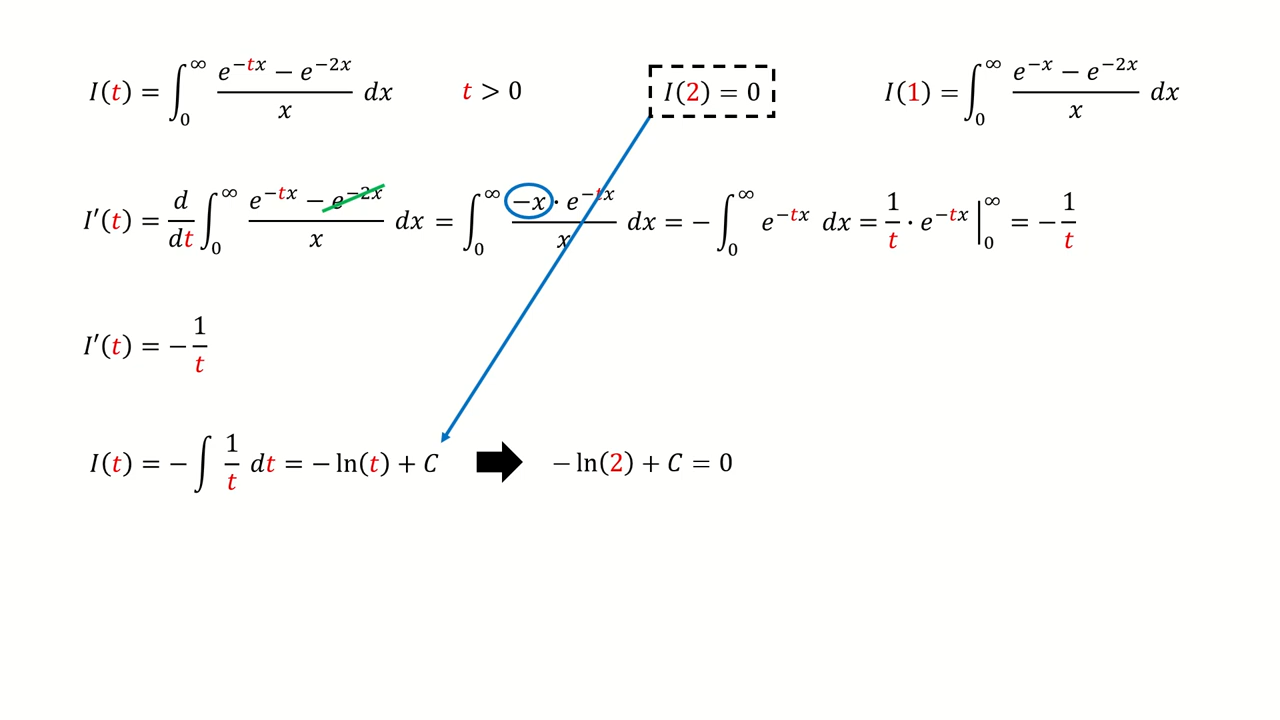 I(t) = ∫₀^∞ (e^{-tx} − e^{-2x})/x dx   t > 0   I(2) = 0   I(1) = ∫₀^∞ (e^{-x} − e^{-2x})/x dx
I′(t) = d/dt ∫₀^∞ (e^{-tx} − e^{-2x})/x dx = ∫₀^∞ (−x · e^{-tx})/x dx = − ∫₀^∞ e^{-tx} dx = 1/t · e^{-tx} |₀^∞ = − 1/t
I′(t) = − 1/t
I(t) = − ∫ 1/t dt = − ln(t) + C   − ln(2) + C = 0